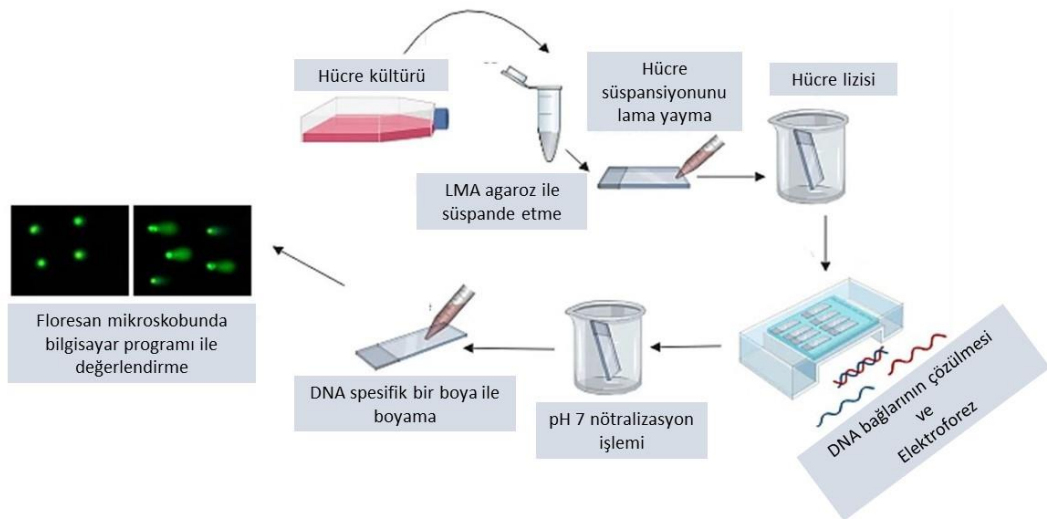 Hücre kültürü
LMA agaroz ile
süspande etme
Hücre
süspansiyonunu
lama yayma
Hücre lizisi
DNA bağlarının çözülmesi
ve
Elektroforez
pH 7 nötralizasyon
işlemi
DNA spesifik bir boya ile
boyama
Floresan mikroskobunda
bilgisayar programı ile
değerlendirme